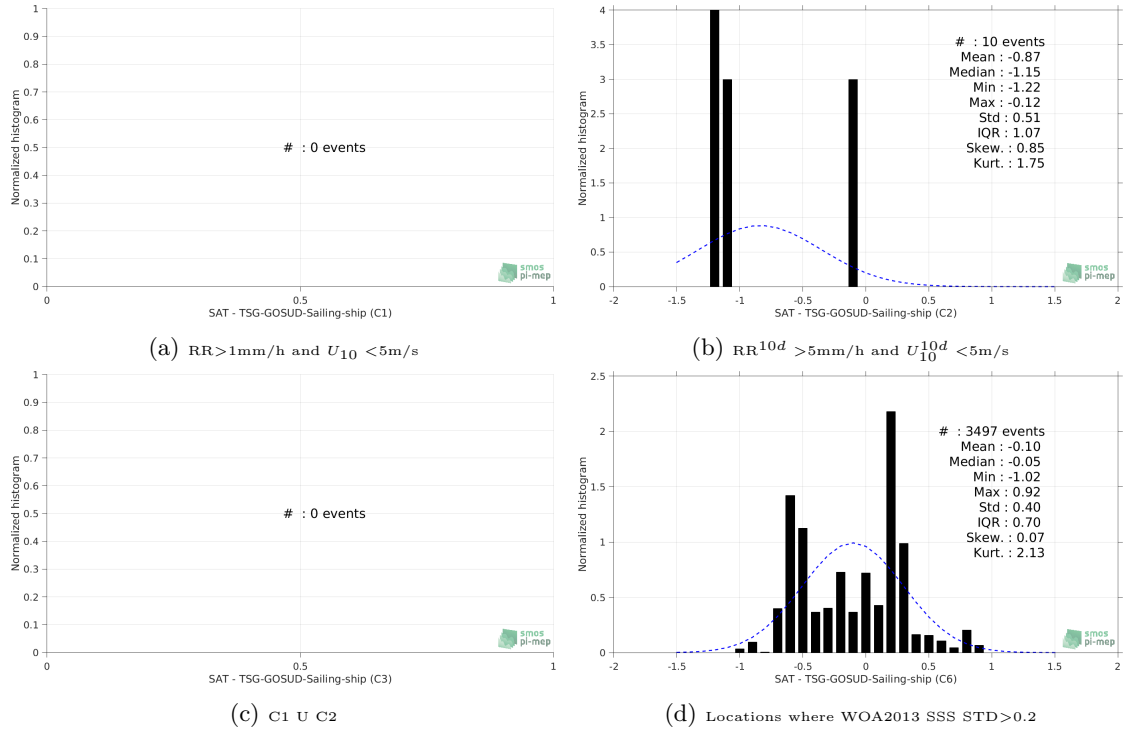 1
0.9
0.8
0.7
0.6
0.5
0.4
0.3
0.2
0.1
0
Normalized histogram
# : 0 events
smos
pi-mep
0
0.5
1
SAT - TSG-GOSUD-Sailing-ship (C1)
(a) RR>1mm/h and U10 <5m/s
4
3.5
3
2.5
2
1.5
1
0.5
0
Normalized histogram
# : 10 events
Mean : -0.87
Median : -1.15
Min : -1.22
Max : -0.12
Std : 0.51
IQR : 1.07
Skew. : 0.85
Kurt. : 1.75
smos
pi-mep
-2
-1.5
-1
-0.5
0
0.5
1
1.5
2
SAT - TSG-GOSUD-Sailing-ship (C2)
(b) RR^10d >5mm/h and U10^10d <5m/s
1
0.9
0.8
0.7
0.6
0.5
0.4
0.3
0.2
0.1
0
Normalized histogram
# : 0 events
smos
pi-mep
0
0.5
1
SAT - TSG-GOSUD-Sailing-ship (C3)
(c) C1 U C2
2.5
2
1.5
1
0.5
0
Normalized histogram
# : 3497 events
Mean : -0.10
Median : -0.05
Min : -1.02
Max : 0.92
Std : 0.40
IQR : 0.70
Skew. : 0.07
Kurt. : 2.13
smos
pi-mep
-2
-1.5
-1
-0.5
0
0.5
1
1.5
2
SAT - TSG-GOSUD-Sailing-ship (C6)
(d) Locations where WOA2013 SSS STD>0.2